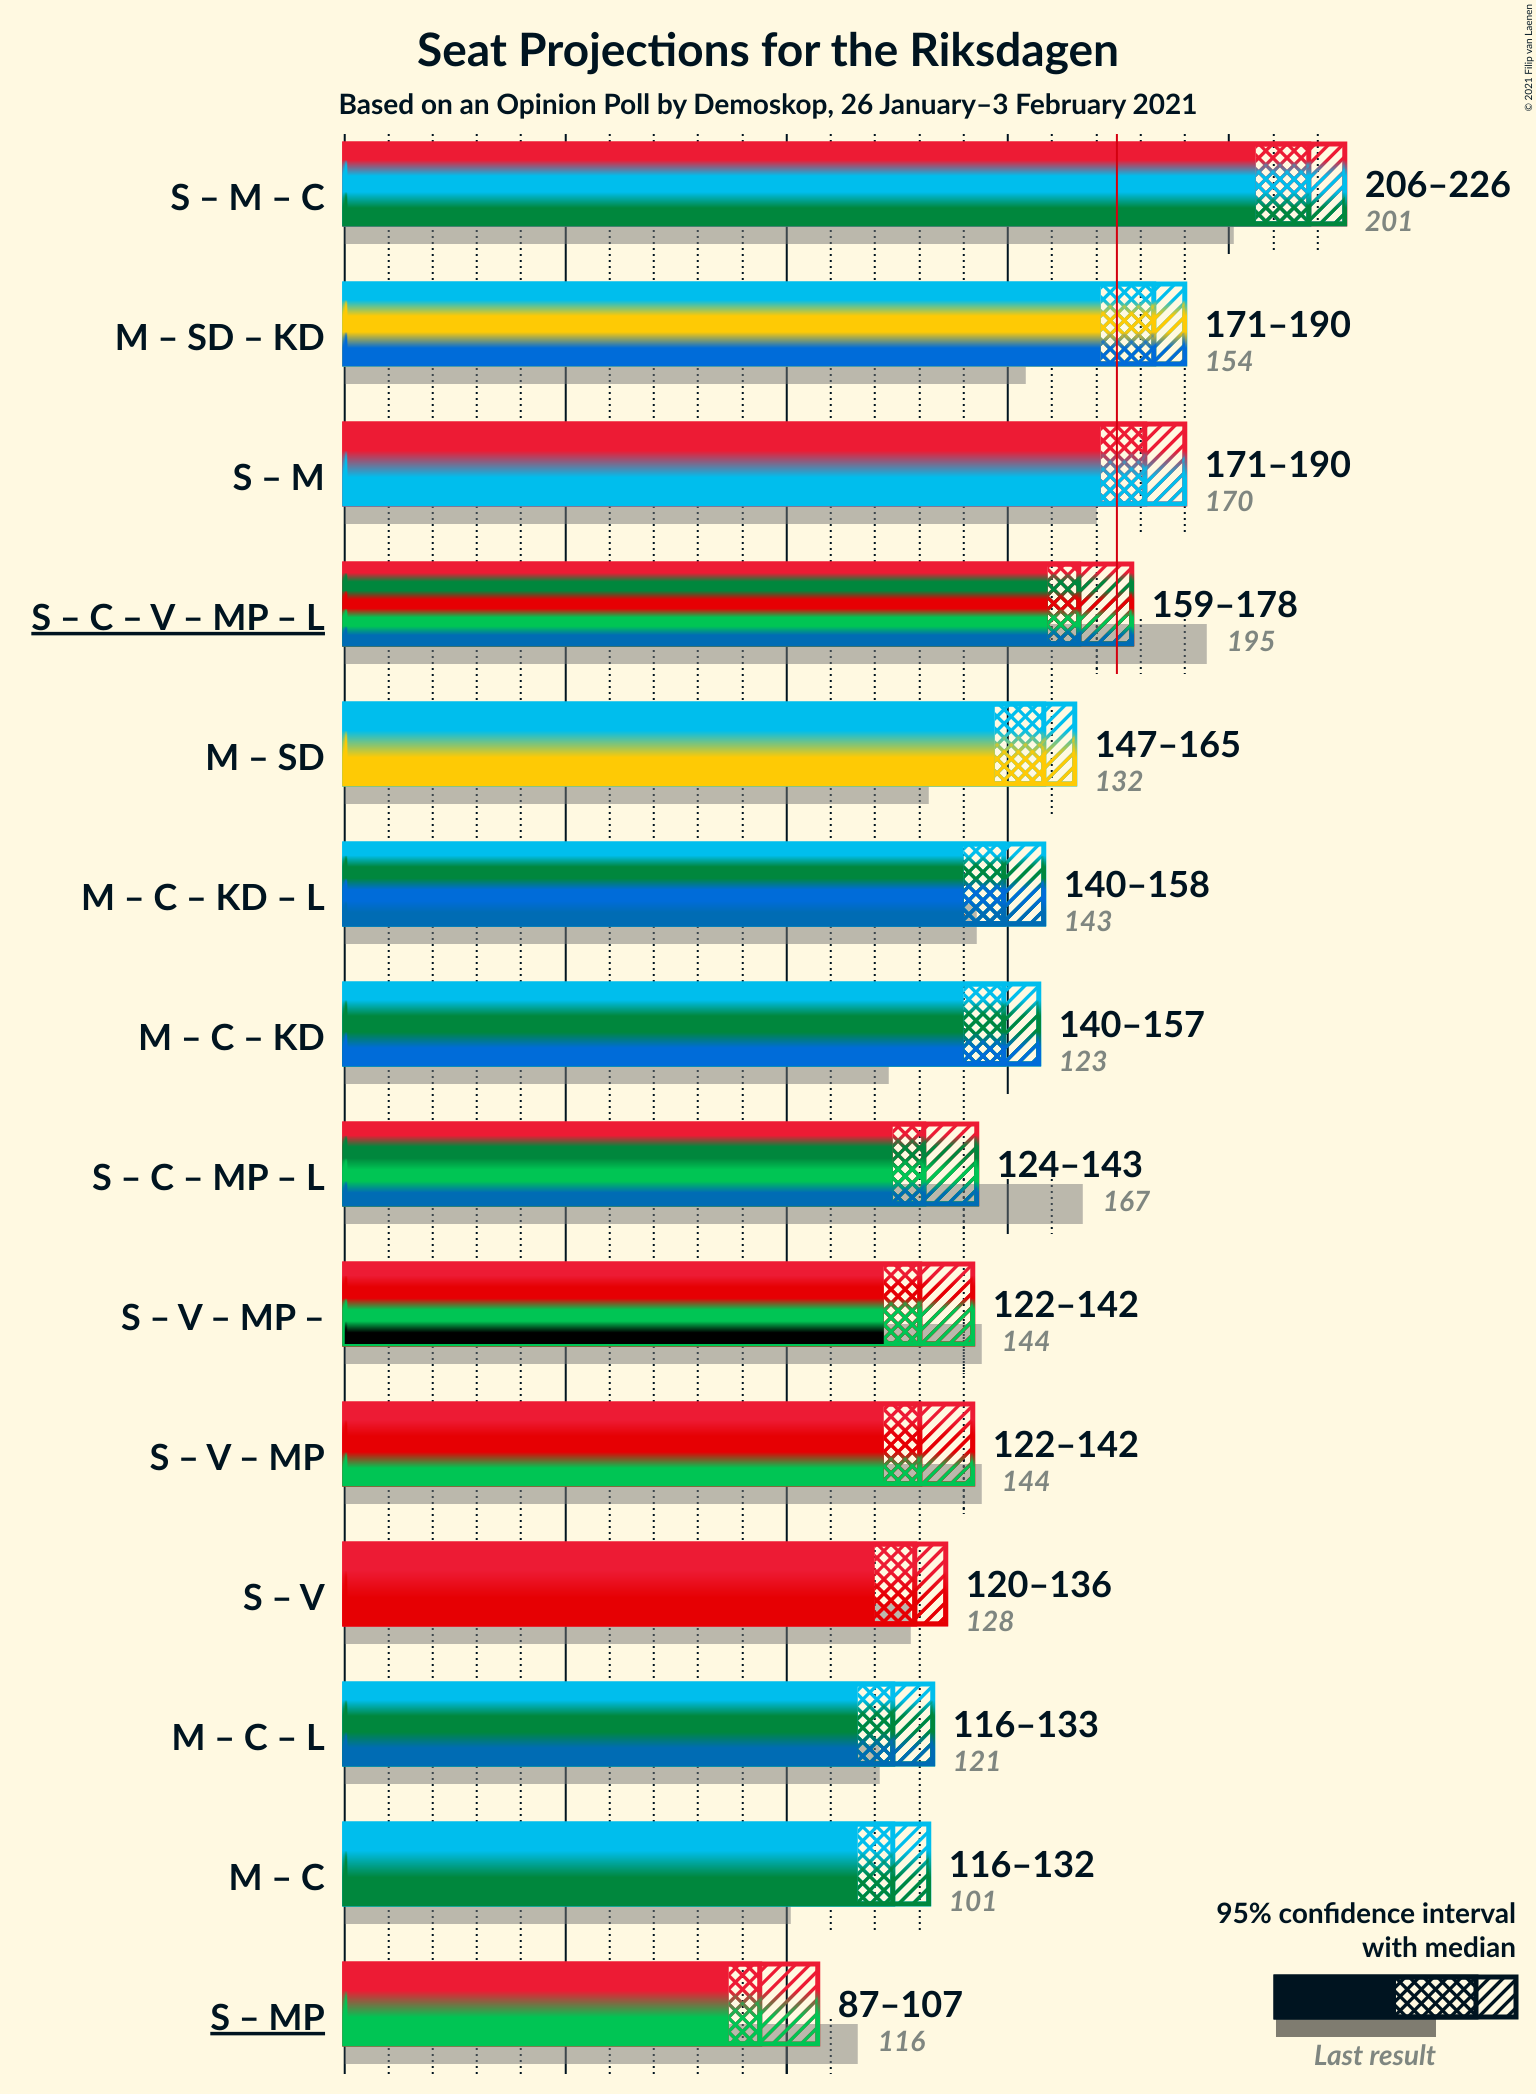 Seat Projections for the Riksdagen
Based on an Opinion Poll by Demoskop, 26 January–3 February 2021
© 2021 Filip van Laenen
S – M – C
206–226
201
M – SD – KD
171–190
154
S – M
171–190
170
S – C – V – MP – L
159–178
195
M – SD
147–165
132
M – C – KD – L
140–158
143
M – C – KD
140–157
123
S – C – MP – L
124–143
167
S – V – MP –
122–142
144
S – V – MP
122–142
144
S – V
120–136
128
M – C – L
116–133
121
M – C
116–132
101
S – MP
87–107
116
95% confidence interval
with median
Last result